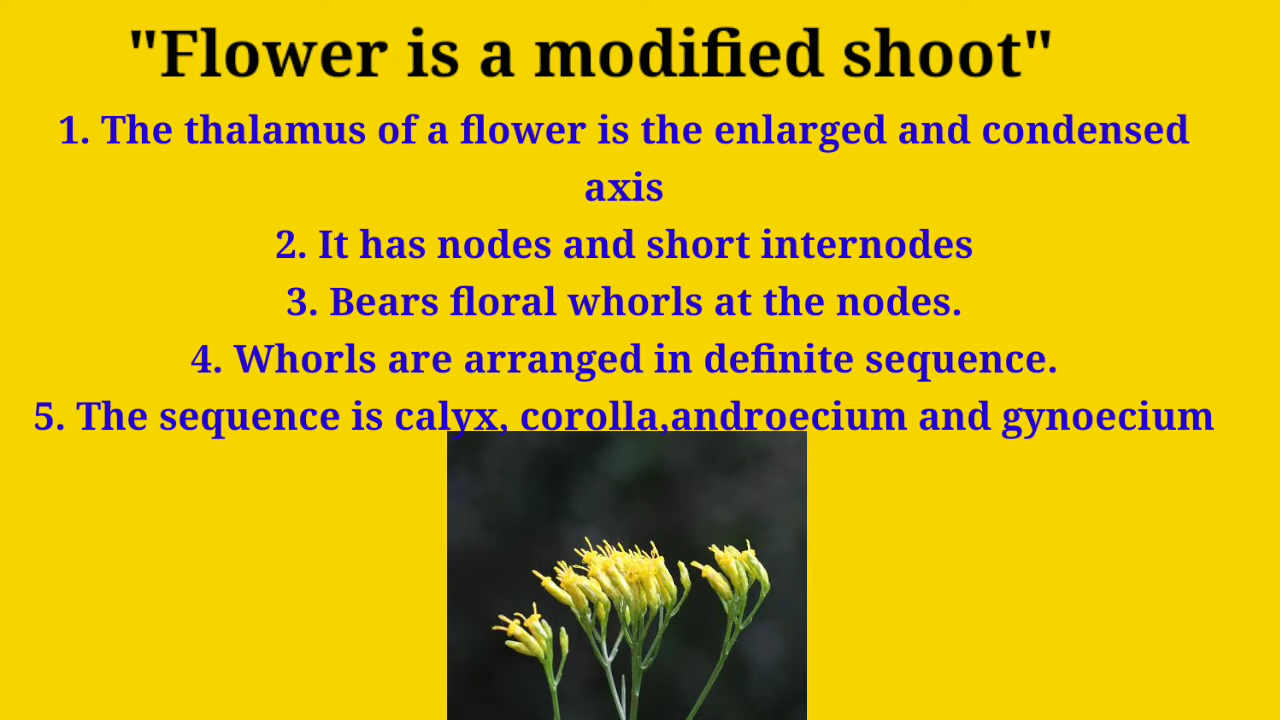 "Flower is a modified shoot"
1. The thalamus of a flower is the enlarged and condensed
axis
2. It has nodes and short internodes
3. Bears floral whorls at the nodes.
4. Whorls are arranged in definite sequence.
5. The sequence is calyx, corolla,androecium and gynoecium